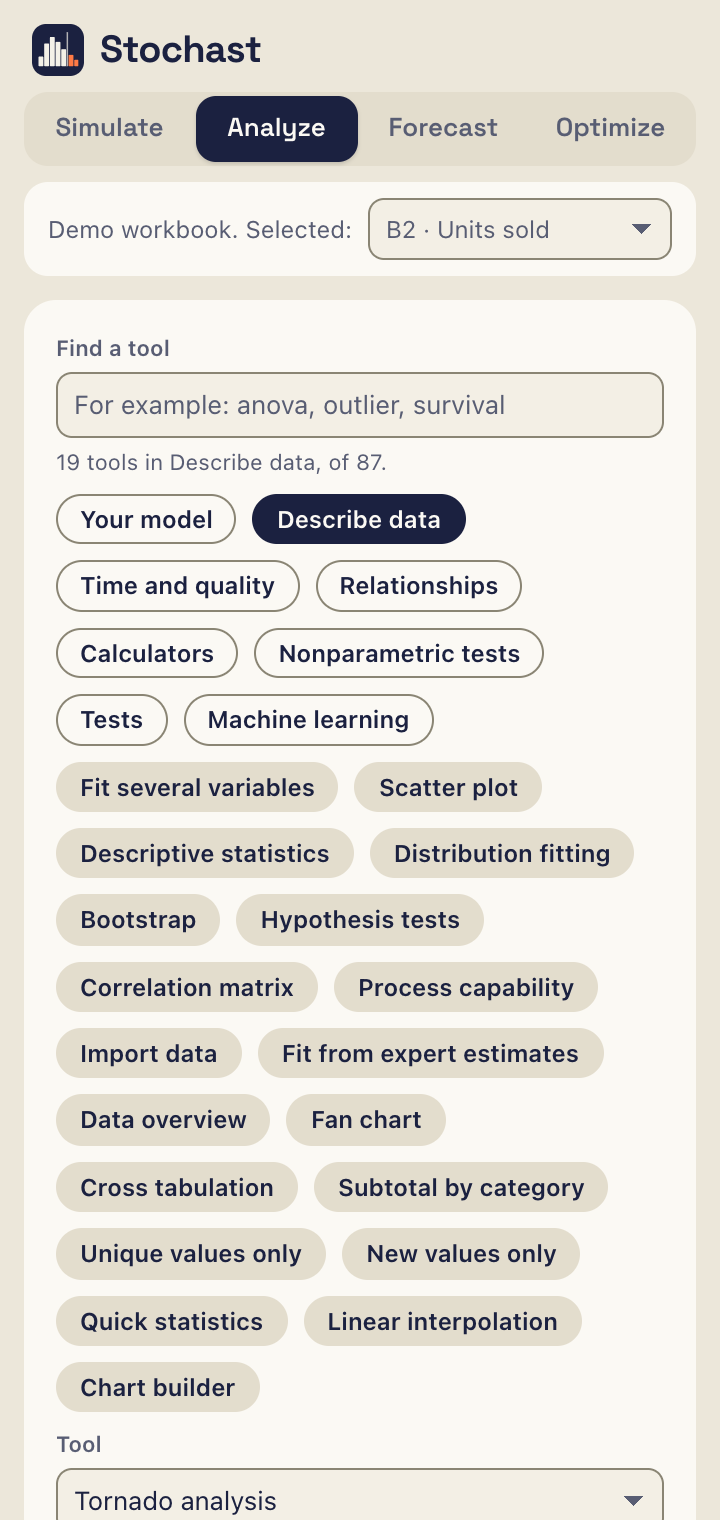 Stochast
Simulate Analyze Forecast Optimize
Demo workbook. Selected: B2 · Units sold
Find a tool
For example: anova, outlier, survival
19 tools in Describe data, of 87.
Your model Describe data
Time and quality Relationships
Calculators Nonparametric tests
Tests Machine learning
Fit several variables Scatter plot
Descriptive statistics Distribution fitting
Bootstrap Hypothesis tests
Correlation matrix Process capability
Import data Fit from expert estimates
Data overview Fan chart
Cross tabulation Subtotal by category
Unique values only New values only
Quick statistics Linear interpolation
Chart builder
Tool
Tornado analysis